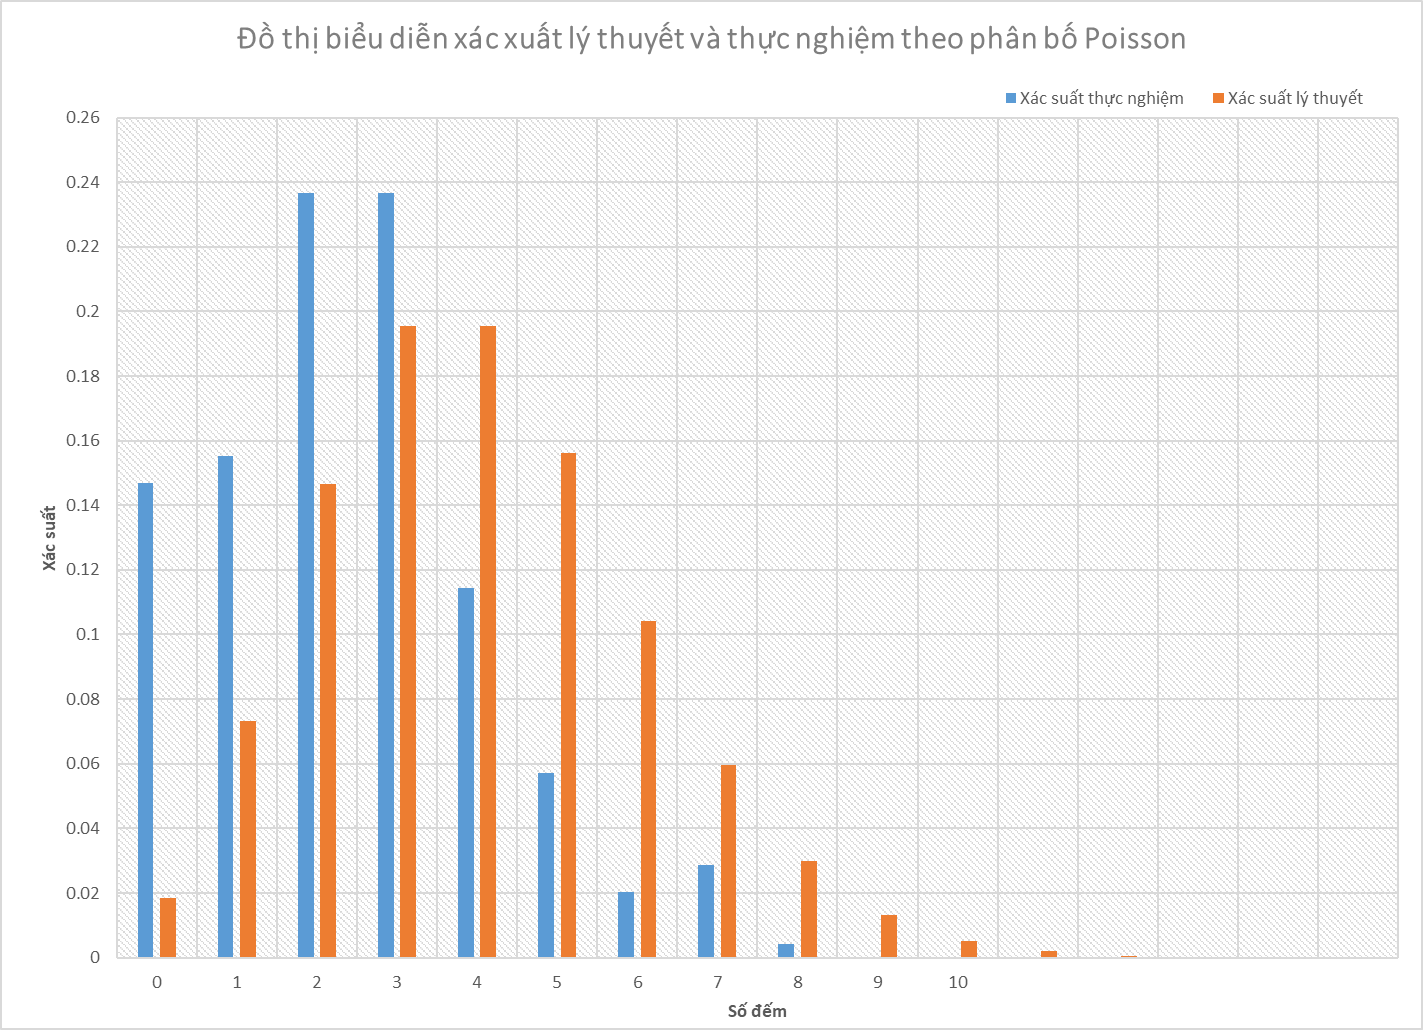 Đồ thị biểu diễn xác xuất lý thuyết và thực nghiệm theo phân bố Poisson
Xác suất thực nghiệm
Xác suất lý thuyết
0.26
0.24
0.22
0.2
0.18
0.16
0.14
0.12
0.1
0.08
0.06
0.04
0.02
0
Xác suất
0 1 2 3 4 5 6 7 8 9 10
Số đếm